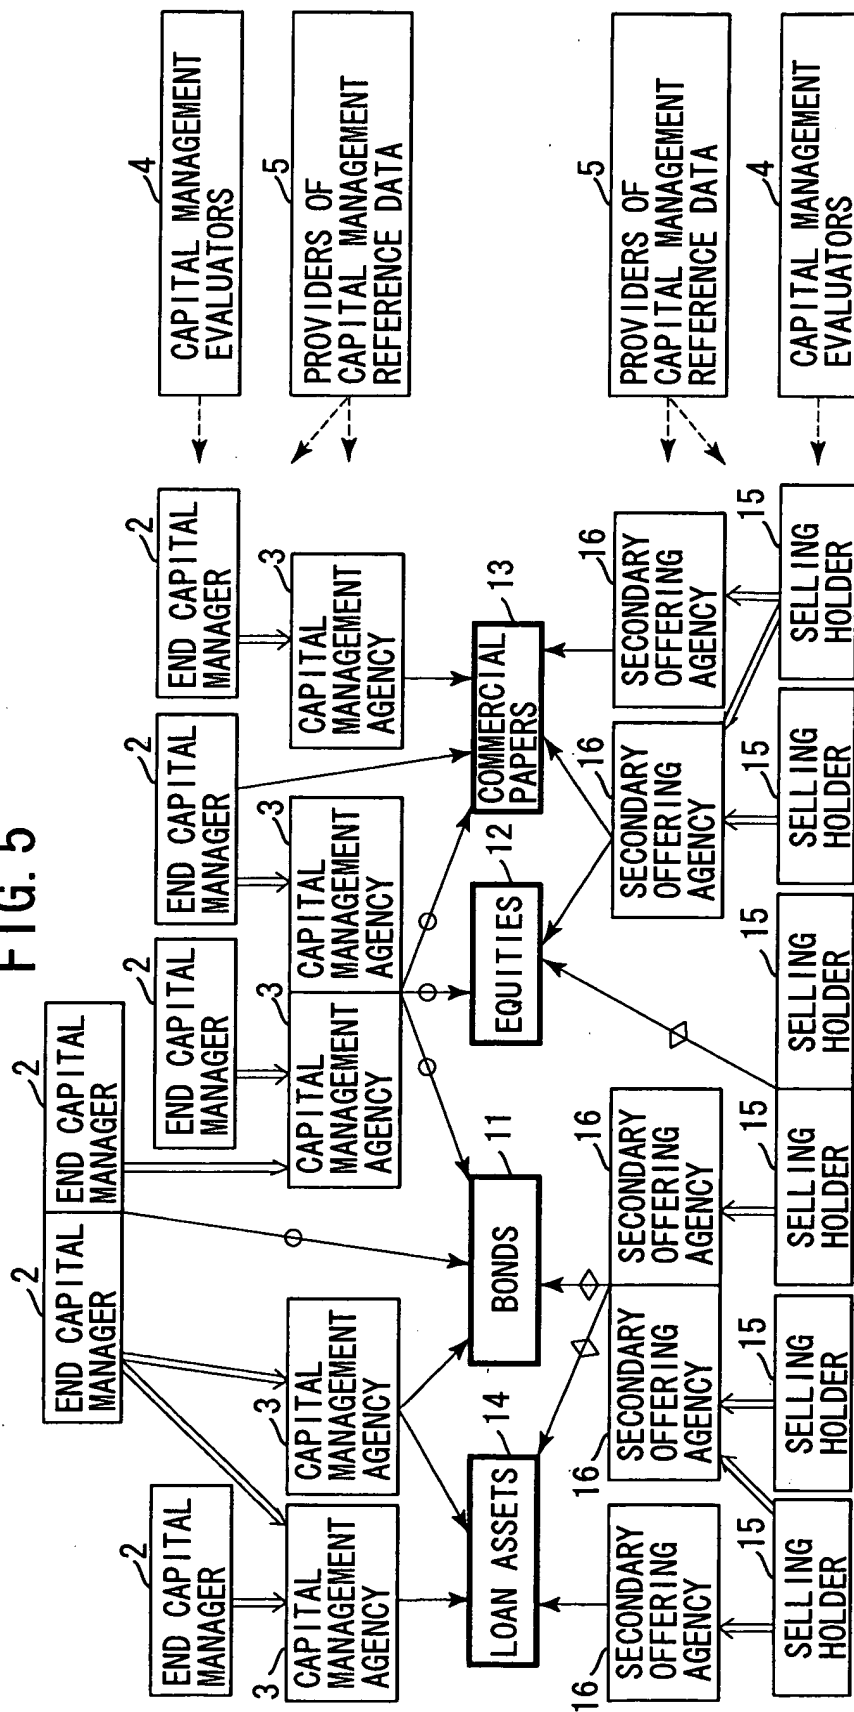 FIG. 5
2
END CAPITAL
MANAGER
2
END CAPITAL
MANAGER
2
END CAPITAL
MANAGER
2
END CAPITAL
MANAGER
2
END CAPITAL
MANAGER
2
END CAPITAL
MANAGER
4
CAPITAL MANAGEMENT
EVALUATORS
3
CAPITAL
MANAGEMENT
AGENCY
3
CAPITAL
MANAGEMENT
AGENCY
3
CAPITAL
MANAGEMENT
AGENCY
3
CAPITAL
MANAGEMENT
AGENCY
3
CAPITAL
MANAGEMENT
AGENCY
5
PROVIDERS OF
CAPITAL MANAGEMENT
REFERENCE DATA
14
LOAN ASSETS
11
BONDS
12
EQUITIES
13
COMMERCIAL
PAPERS
16
SECONDARY
OFFERING
AGENCY
16
SECONDARY
OFFERING
AGENCY
16
SECONDARY
OFFERING
AGENCY
16
SECONDARY
OFFERING
AGENCY
16
SECONDARY
OFFERING
AGENCY
5
PROVIDERS OF
CAPITAL MANAGEMENT
REFERENCE DATA
15
SELLING
HOLDER
15
SELLING
HOLDER
15
SELLING
HOLDER
15
SELLING
HOLDER
15
SELLING
HOLDER
15
SELLING
HOLDER
4
CAPITAL MANAGEMENT
EVALUATORS